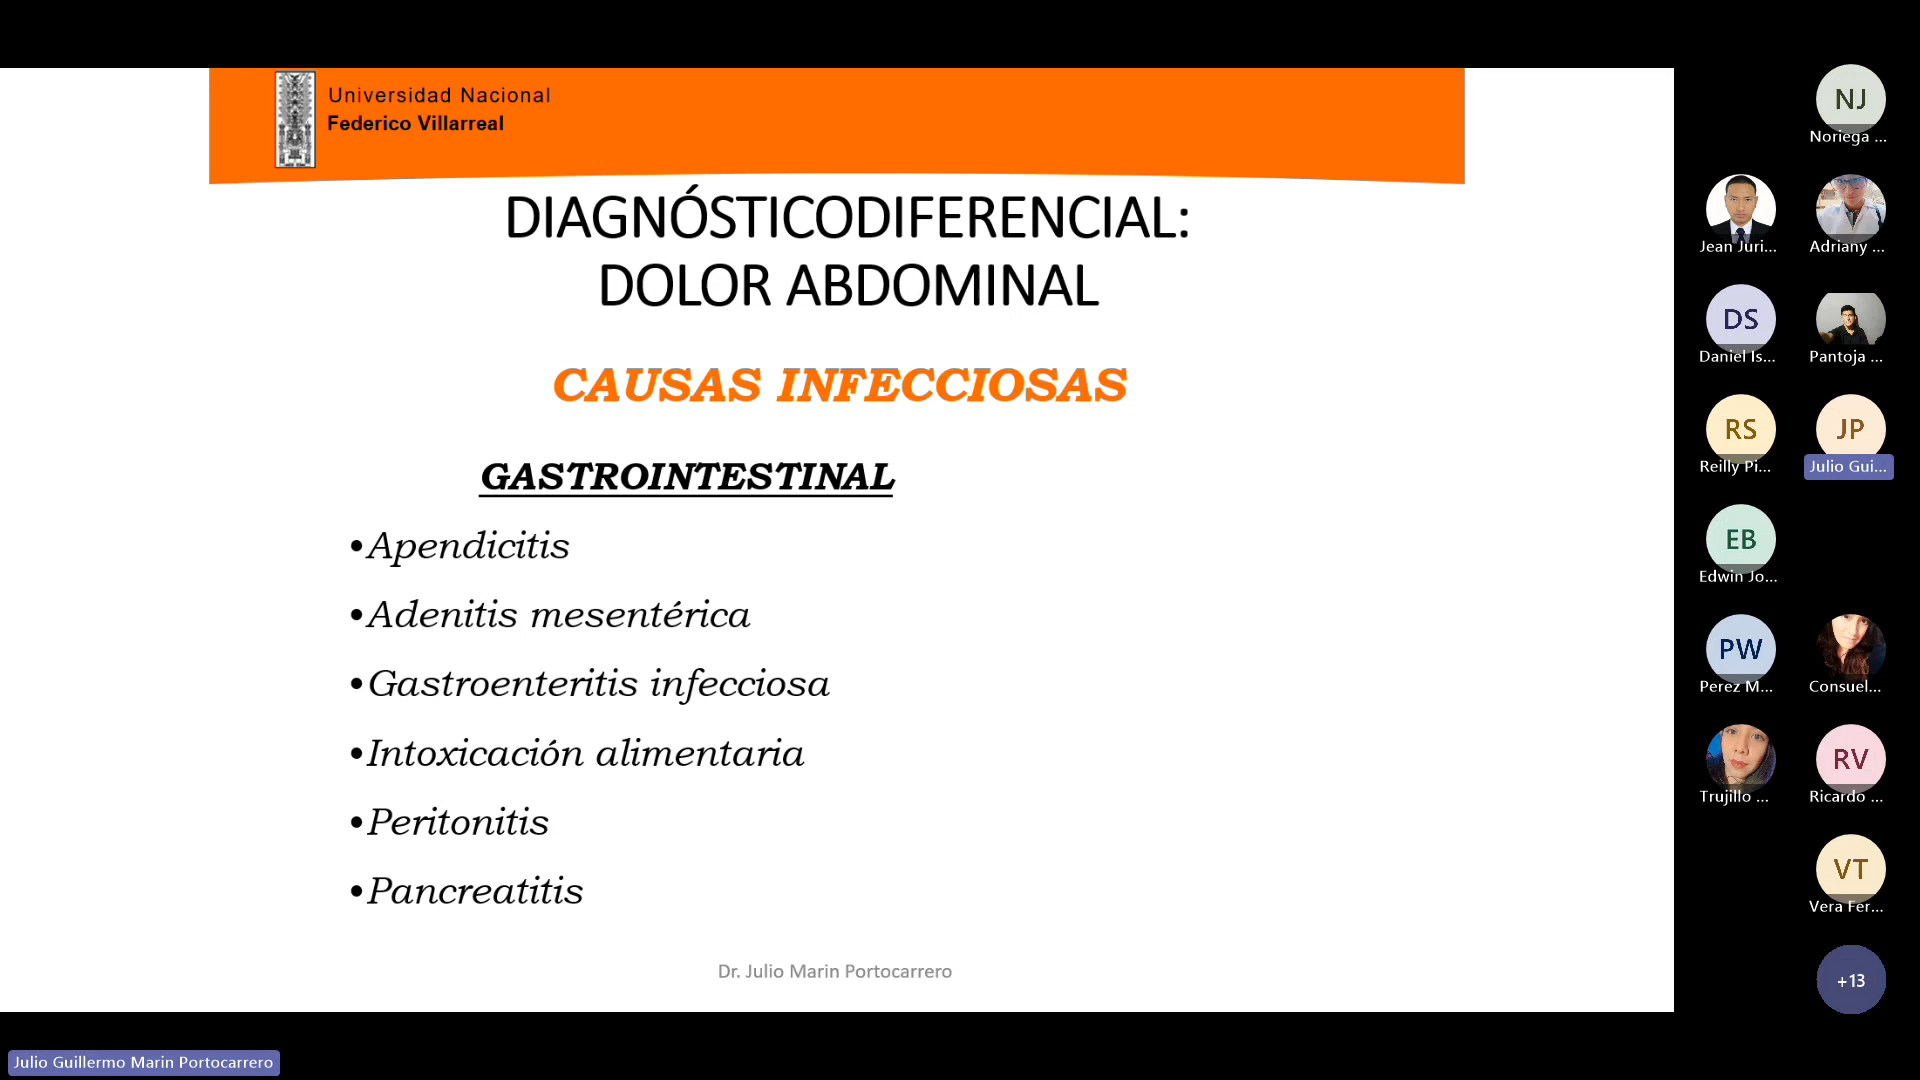 Universidad Nacional
Federico Villarreal
DIAGNÓSTICODIFERENCIAL:
DOLOR ABDOMINAL
CAUSAS INFECCIOSAS
GASTROINTESTINAL
•Apendicitis
•Adenitis mesentérica
•Gastroenteritis infecciosa
•Intoxicación alimentaria
•Peritonitis
•Pancreatitis
Dr. Julio Marin Portocarrero
Julio Guillermo Marin Portocarrero
NJ
Noriega ...
Jean Juri...
Adriany ...
DS
Daniel Is...
Pantoja ...
RS
Reilly Pi...
JP
Julio Gui...
EB
Edwin Jo...
PW
Perez M...
Consuel...
Trujillo ...
RV
Ricardo ...
VT
Vera Fer...
+13